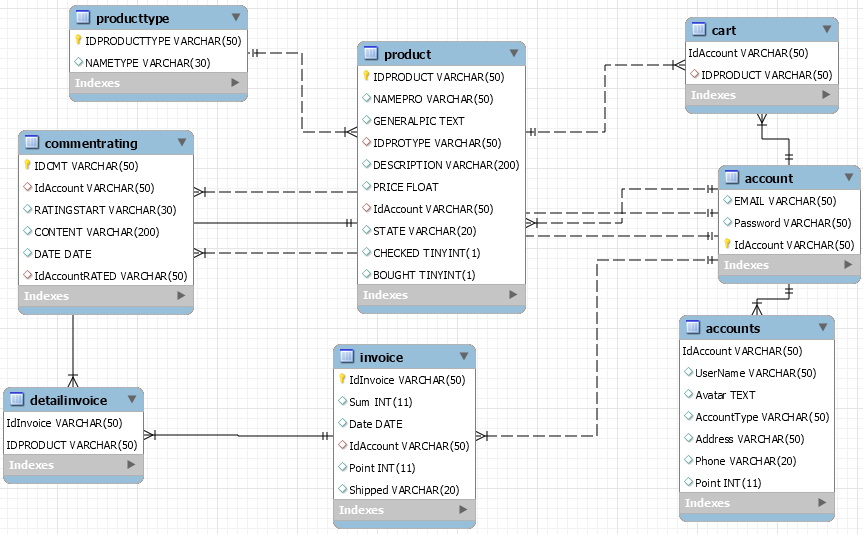 producttype
IDPRODUCTTYPE VARCHAR(50)
NAMETYPE VARCHAR(30)
Indexes
product
IDPRODUCT VARCHAR(50)
NAMEPRO VARCHAR(50)
GENERALPIC TEXT
IDPROTYPE VARCHAR(50)
DESCRIPTION VARCHAR(200)
PRICE FLOAT
IdAccount VARCHAR(50)
STATE VARCHAR(20)
CHECKED TINYINT(1)
BOUGHT TINYINT(1)
Indexes
cart
IdAccount VARCHAR(50)
IDPRODUCT VARCHAR(50)
Indexes
commentrating
IDCMT VARCHAR(50)
IdAccount VARCHAR(50)
RATINGSTART VARCHAR(30)
CONTENT VARCHAR(200)
DATE DATE
IdAccountRATED VARCHAR(50)
Indexes
account
EMAIL VARCHAR(50)
Password VARCHAR(50)
IdAccount VARCHAR(50)
Indexes
accounts
IdAccount VARCHAR(50)
UserName VARCHAR(50)
Avatar TEXT
AccountType VARCHAR(50)
Address VARCHAR(50)
Phone VARCHAR(20)
Point INT(11)
Indexes
invoice
IdInvoice VARCHAR(50)
Sum INT(11)
Date DATE
IdAccount VARCHAR(50)
Point INT(11)
Shipped VARCHAR(20)
Indexes
detailinvoice
IdInvoice VARCHAR(50)
IDPRODUCT VARCHAR(50)
Indexes